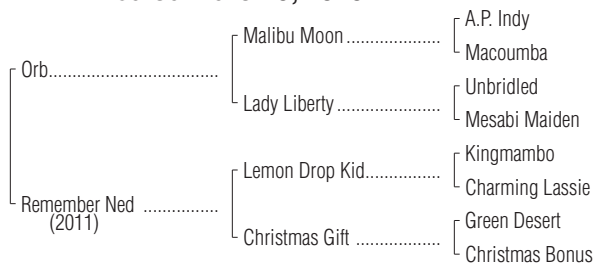 Malibu Moon ....................
A.P. Indy
Macoumba
Orb....................................
Lady Liberty ......................
Unbridled
Mesabi Maiden
Lemon Drop Kid................
Kingmambo
Charming Lassie
Remember Ned ................
(2011)
Christmas Gift ..................
Green Desert
Christmas Bonus